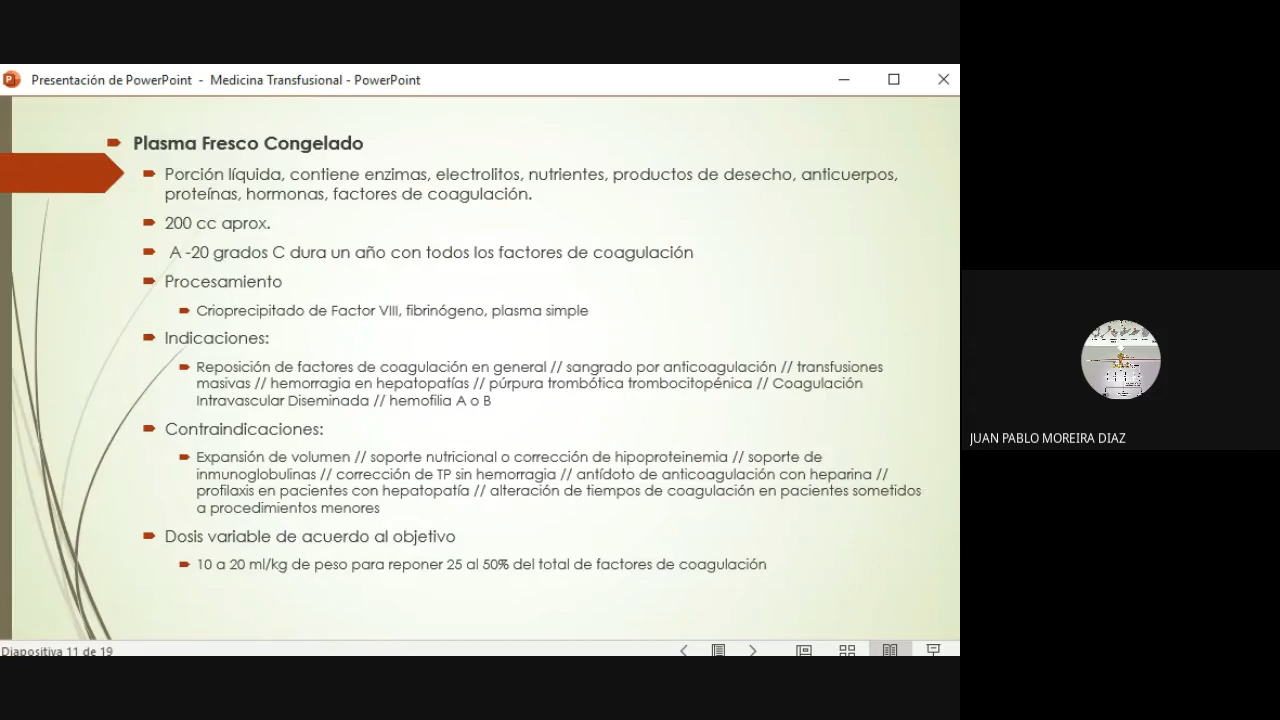 Presentación de PowerPoint - Medicina Transfusional - PowerPoint
Plasma Fresco Congelado
Porción líquida, contiene enzimas, electrolitos, nutrientes, productos de desecho, anticuerpos,
proteínas, hormonas, factores de coagulación.
200 cc aprox.
A -20 grados C dura un año con todos los factores de coagulación
Procesamiento
Crioprecipitado de Factor VIII, fibrinógeno, plasma simple
Indicaciones:
Reposición de factores de coagulación en general // sangrado por anticoagulación // transfusiones
masivas // hemorragia en hepatopatías // púrpura trombótica trombocitopénica // Coagulación
Intravascular Diseminada // hemofilia A o B
Contraindicaciones:
Expansión de volumen // soporte nutricional o corrección de hipoproteinemia // soporte de
inmunoglobulinas // corrección de TP sin hemorragia // antídoto de anticoagulación con heparina //
profilaxis en pacientes con hepatopatía // alteración de tiempos de coagulación en pacientes sometidos
a procedimientos menores
Dosis variable de acuerdo al objetivo
10 a 20 ml/kg de peso para reponer 25 al 50% del total de factores de coagulación
Diapositiva 11 de 19
JUAN PABLO MOREIRA DIAZ